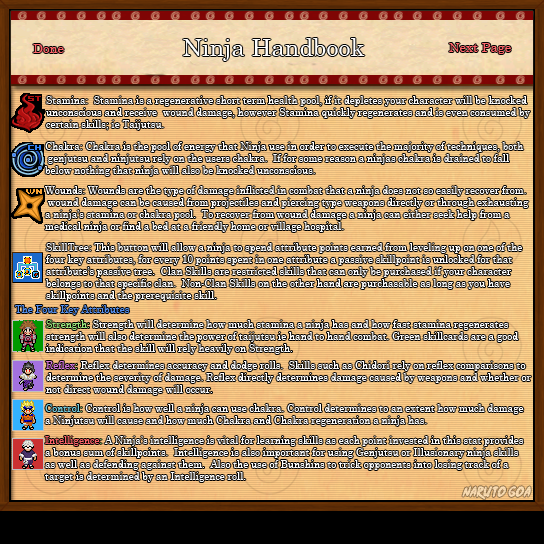 Done
Ninja Handbook
Next Page
ST
Stamina: Stamina is a regenerative short term health pool, if it depletes your character will be knocked
unconscious and receive wound damage, however Stamina quickly regenerates and is even consumed by
certain skills; ie Taijutsu.
CH
Chakra: Chakra is the pool of energy that Ninja use in order to execute the majority of techniques, both
genjutsu and ninjutsu rely on the users chakra. If for some reason a ninjas chakra is drained to fall
below nothing that ninja will also be knocked unconscious.
WN
Wounds: Wounds are the type of damage inflicted in combat that a ninja does not so easily recover from.
wound damage can be caused from projectiles and piercing type weapons directly or through exhausting
a ninja's stamina or chakra pool. To recover from wound damage a ninja can either seek help from a
medical ninja or find a bed at a friendly home or village hospital.
SkillTree: This button will allow a ninja to spend attribute points earned from leveling up on one of the
four key attributes, for every 10 points spent in one attribute a passive skillpoint is unlocked for that
attribute's passive tree. Clan Skills are restricted skills that can only be purchased if your character
belongs to that specific clan. Non-Clan Skills on the other hand are purchasable as long as you have
skillpoints and the prerequisite skill.
The Four Key Attributes
Strength: Strength will determine how much stamina a ninja has and how fast stamina regenerates
strength will also determine the power of taijutsu ie hand to hand combat. Green skillcards are a good
indication that the skill will rely heavily on Strength.
Reflex: Reflex determines accuracy and dodge rolls. Skills such as Chidori rely on reflex comparisons to
determine the severity of damage. Reflex directly determines damage caused by weapons and whether or
not direct wound damage will occur.
Control: Control is how well a ninja can use chakra. Control determines to an extent how much damage
a Ninjutsu will cause and how much Chakra and Chakra regeneration a ninja has.
Intelligence: A Ninja's intelligence is vital for learning skills as each point invested in this stat provides
a bonus sum of skillpoints. Intelligence is also important for using Genjutsu or Illusionary ninja skills
as well as defending against them. Also the use of Bunshins to trick opponents into losing track of a
target is determined by an Intelligence roll.
NARUTO GOA